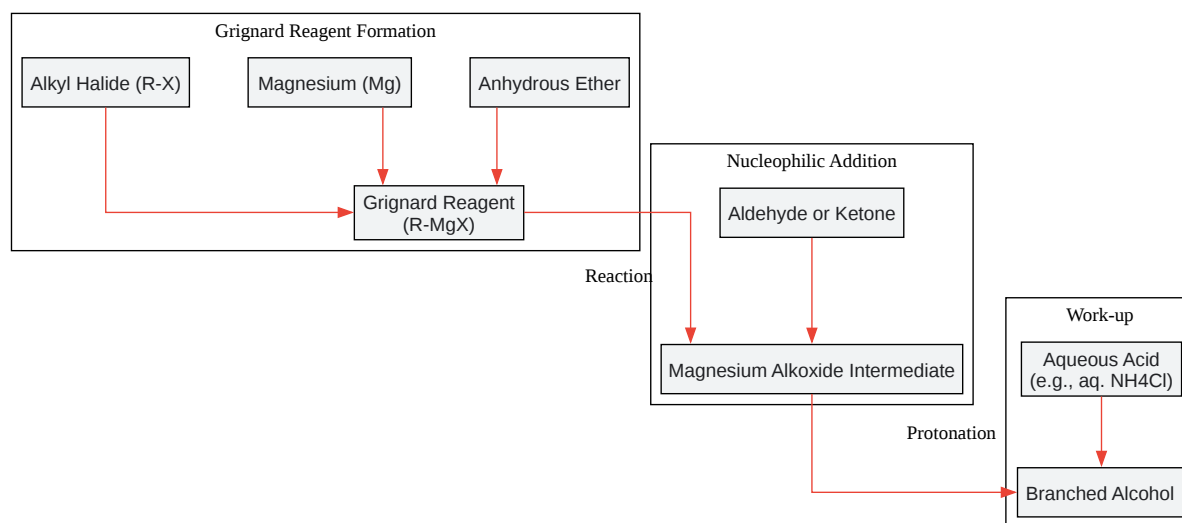 Grignard Reagent Formation
Alkyl Halide (R-X)
Magnesium (Mg)
Anhydrous Ether
Grignard Reagent
(R-MgX)
Reaction
Nucleophilic Addition
Aldehyde or Ketone
Magnesium Alkoxide Intermediate
Protonation
Work-up
Aqueous Acid
(e.g., aq. NH4Cl)
Branched Alcohol